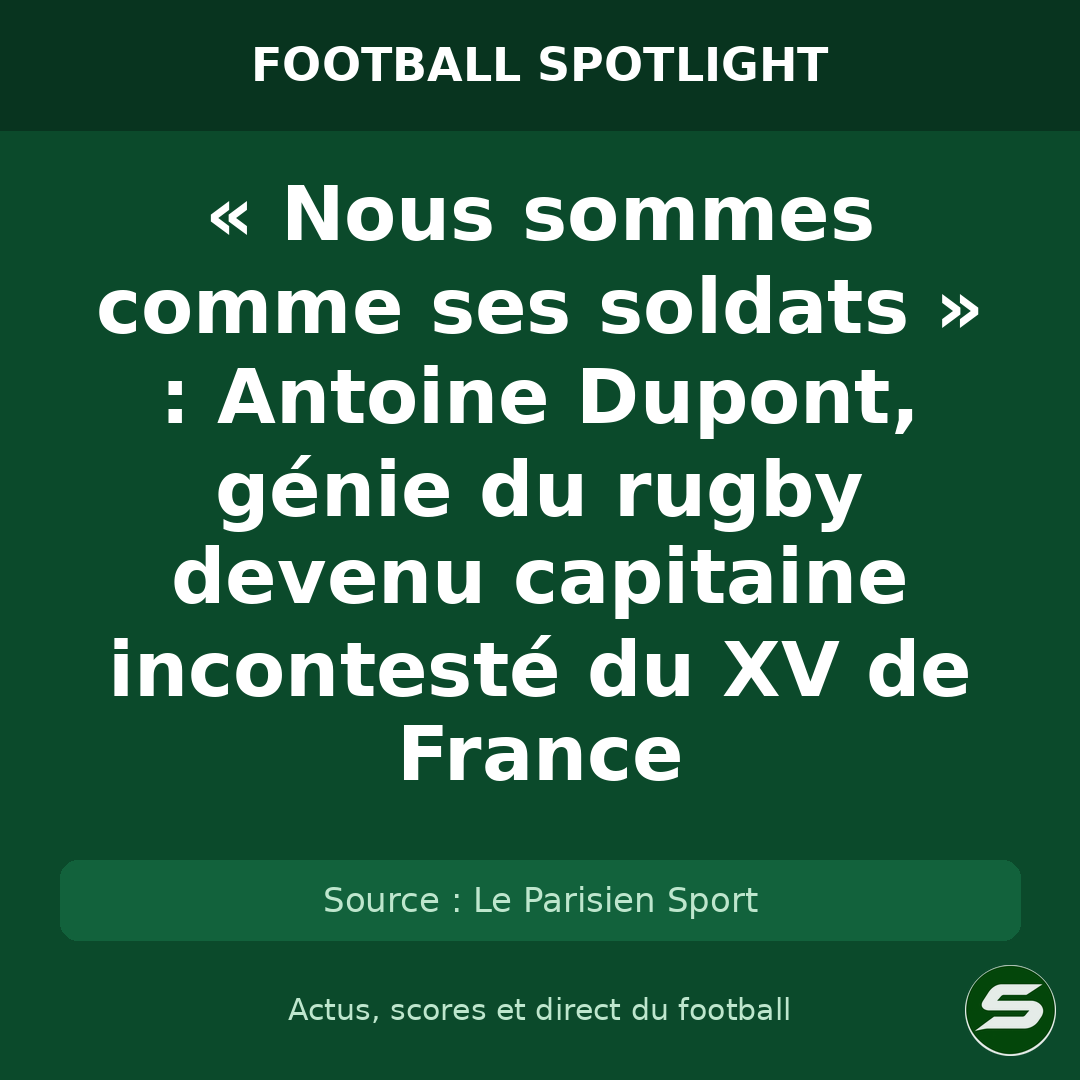 FOOTBALL SPOTLIGHT
« Nous sommes
comme ses soldats »
: Antoine Dupont,
génie du rugby
devenu capitaine
incontesté du XV de
France
Source : Le Parisien Sport
Actus, scores et direct du football
S